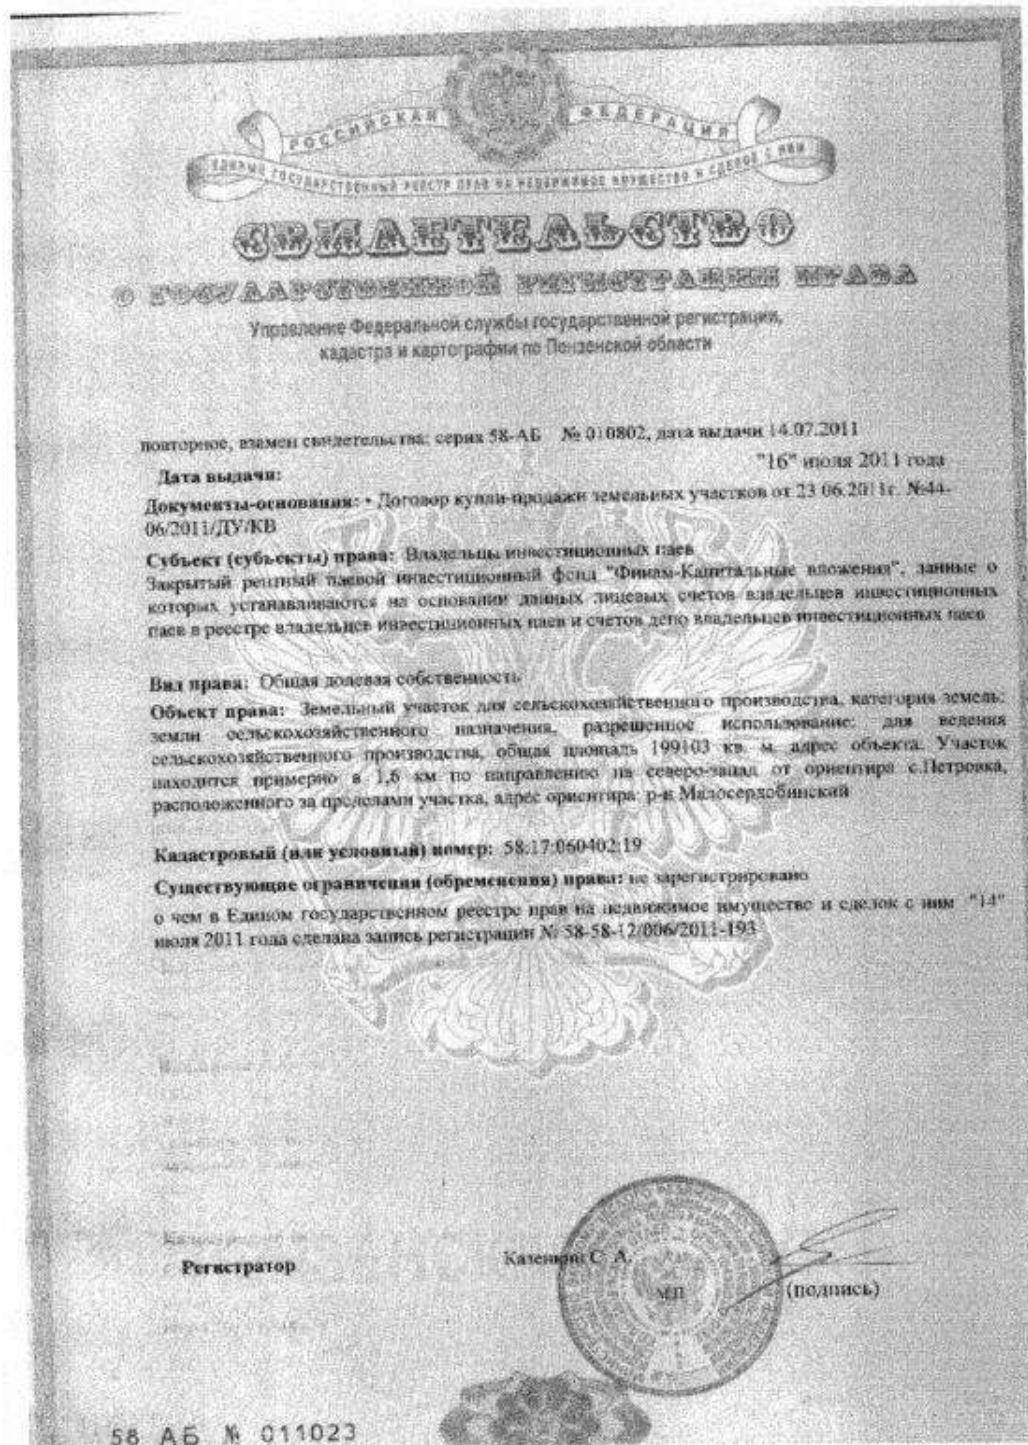 РОССИЙСКАЯ ФЕДЕРАЦИЯ
ЕДИНЫЙ ГОСУДАРСТВЕННЫЙ РЕЕСТР ПРАВ НА НЕДВИЖИМОЕ ИМУЩЕСТВО И СДЕЛОК С НИМ
СВИДЕТЕЛЬСТВО
О ГОСУДАРСТВЕННОЙ РЕГИСТРАЦИИ ПРАВА
Управление Федеральной службы государственной регистрации,
кадастра и картографии по Пензенской области
повторное, взамен свидетельства: серия 58-АБ № 010802, дата выдачи 14.07.2011
Дата выдачи: "16" июля 2011 года
Документы-основания: • Договор купли-продажи земельных участков от 23.06.2011г. №44-
06/2011/ДУ/КВ
Субъект (субъекты) права: Владельцы инвестиционных паев
Закрытый рентный паевой инвестиционный фонд "Финам-Капитальные вложения", данные о
которых устанавливаются на основании данных лицевых счетов владельцев инвестиционных
паев в реестре владельцев инвестиционных паев и счетов депо владельцев инвестиционных паев
Вид права: Общая долевая собственность
Объект права: Земельный участок для сельскохозяйственного производства, категория земель:
земли сельскохозяйственного назначения, разрешенное использование: для ведения
сельскохозяйственного производства, общая площадь 199103 кв. м, адрес объекта: Участок
находится примерно в 1,6 км по направлению на северо-запад от ориентира с.Петровка,
расположенного за пределами участка, адрес ориентира: р-н Малосердобинский
Кадастровый (или условный) номер: 58:17:060402:19
Существующие ограничения (обременения) права: не зарегистрировано
о чем в Едином государственном реестре прав на недвижимое имущество и сделок с ним "14"
июля 2011 года сделана запись регистрации № 58-58-12/006/2011-193
Регистратор С. А.
М.П.
(подпись)
58 АБ № 011023